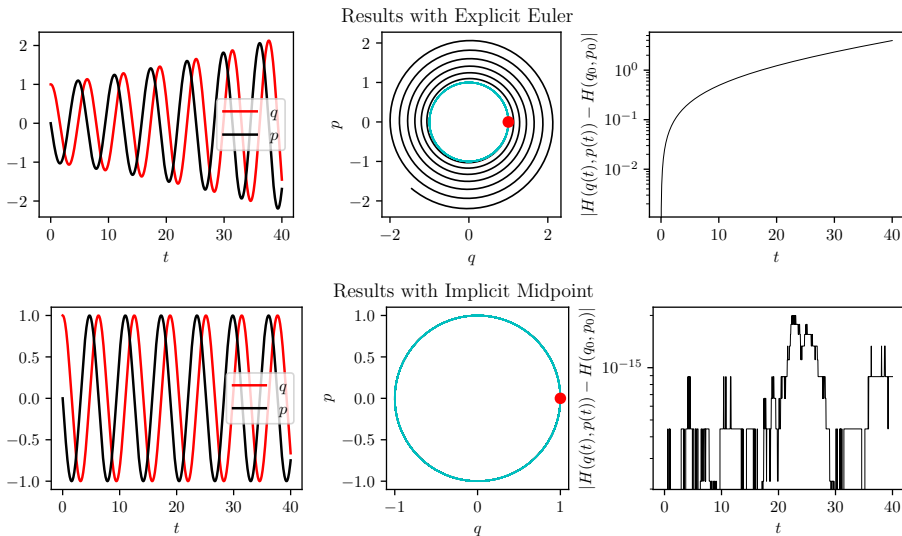 Results with Explicit Euler
2
1
0
−1
−2
q
p
0 10 20 30 40
t
p
2
1
0
−1
−2
−2 0 2
q
|H(q(t), p(t)) − H(q₀, p₀)|
10⁰
10⁻¹
10⁻²
0 10 20 30 40
t
Results with Implicit Midpoint
1.0
0.5
0.0
−0.5
−1.0
q
p
0 10 20 30 40
t
p
1.0
0.5
0.0
−0.5
−1.0
−1 0 1
q
|H(q(t), p(t)) − H(q₀, p₀)|
10⁻¹⁵
0 10 20 30 40
t